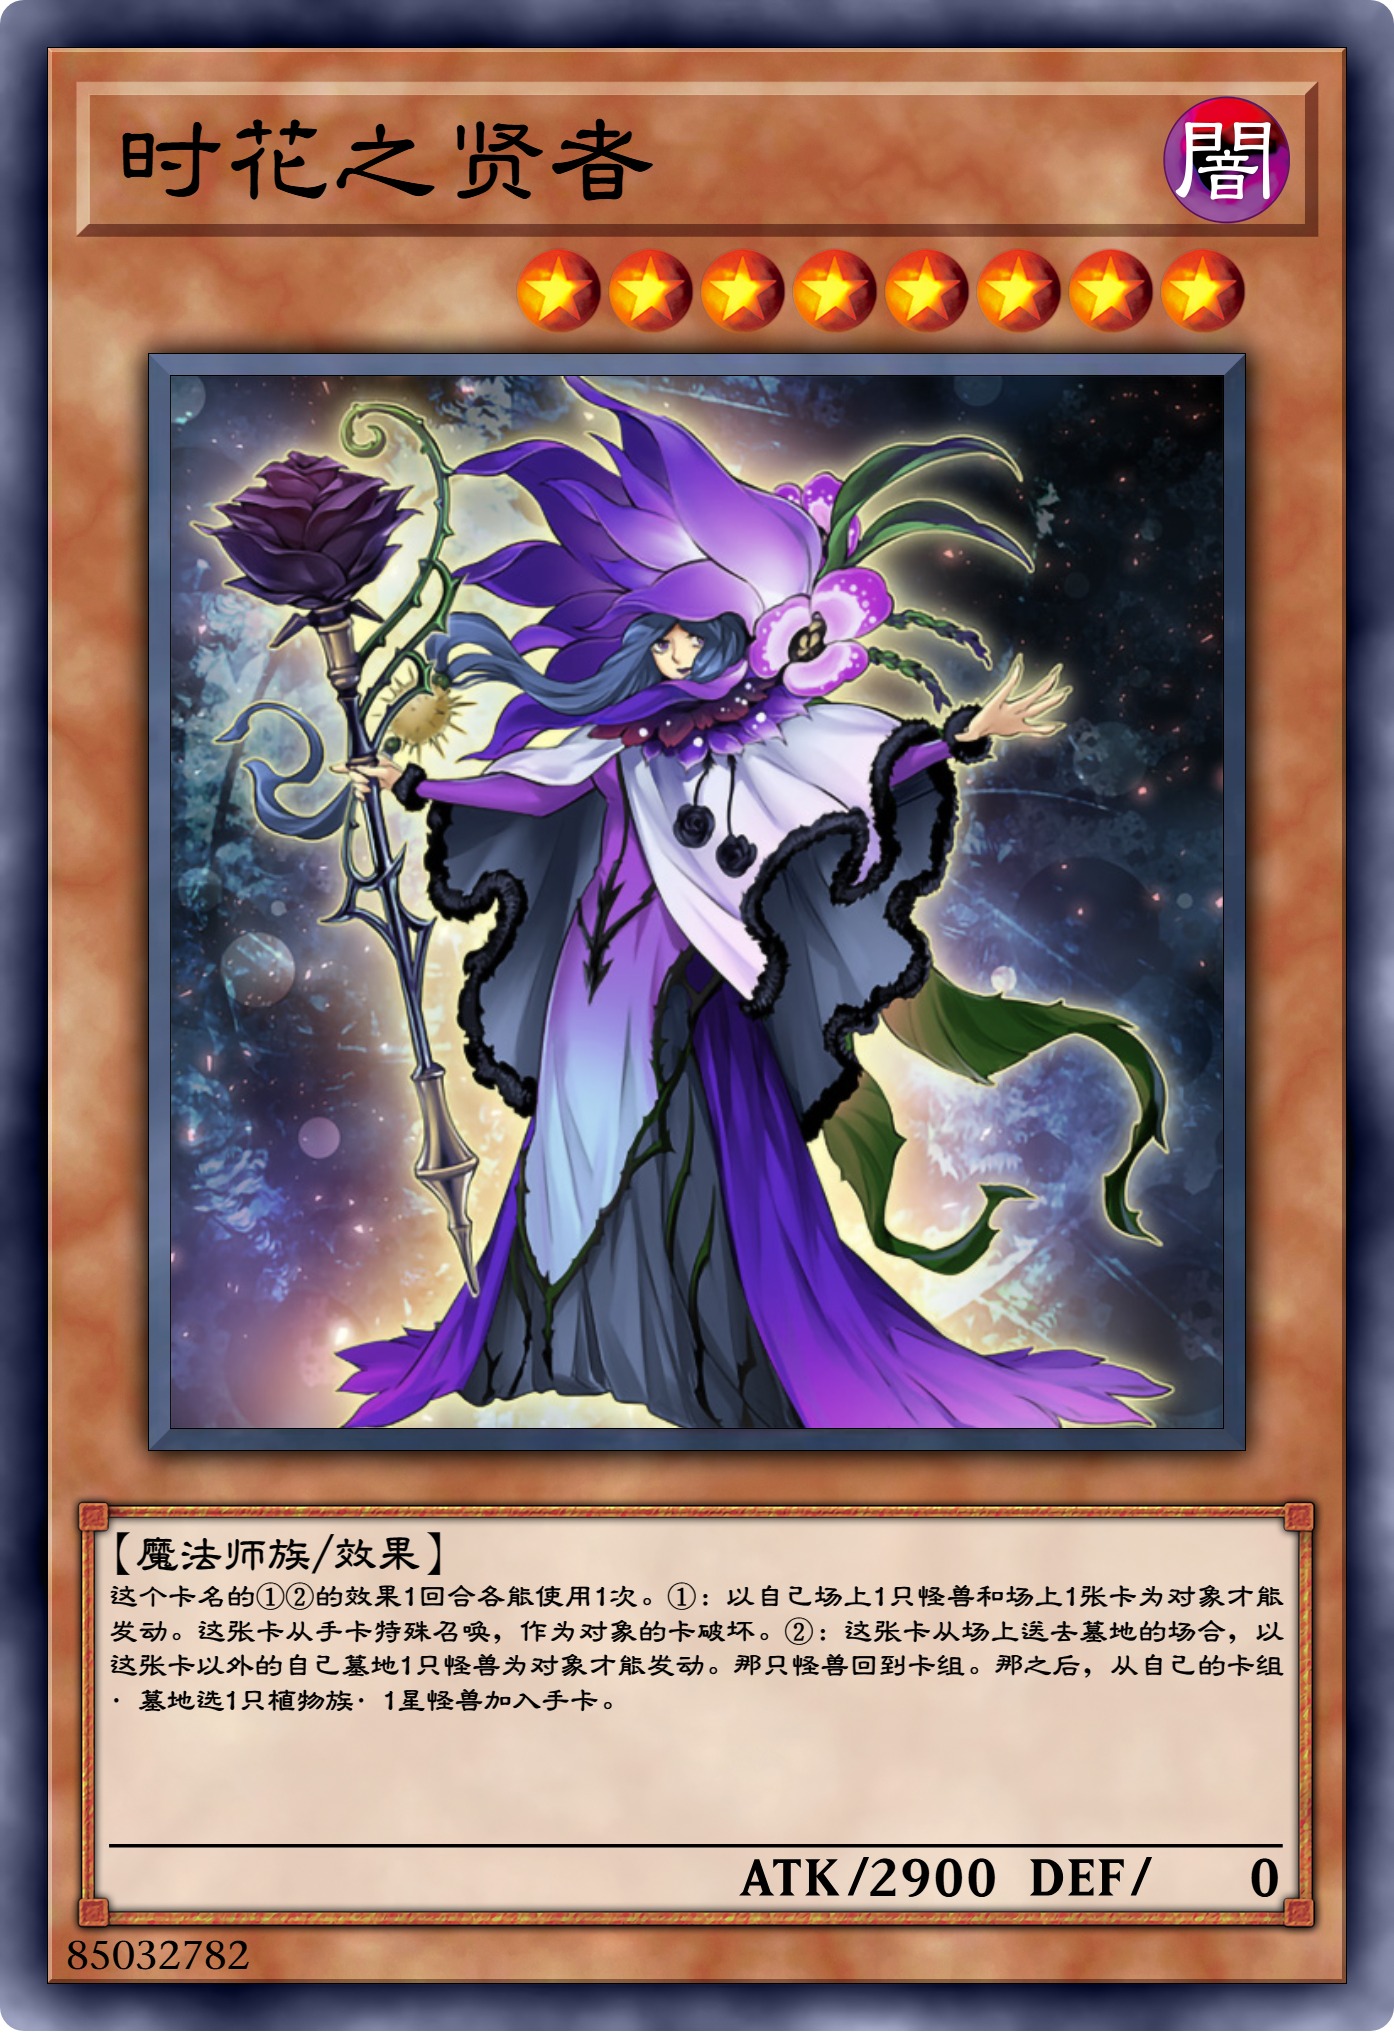 时花之贤者
闇
【魔法师族/效果】
这个卡名的①②的效果1回合各能使用1次。①：以自己场上1只怪兽和场上1张卡为对象才能
发动。这张卡从手卡特殊召唤，作为对象的卡破坏。②：这张卡从场上送去墓地的场合，以
这张卡以外的自己墓地1只怪兽为对象才能发动。那只怪兽回到卡组。那之后，从自己的卡组
·墓地选1只植物族·1星怪兽加入手卡。
ATK/2900 DEF/ 0
85032782